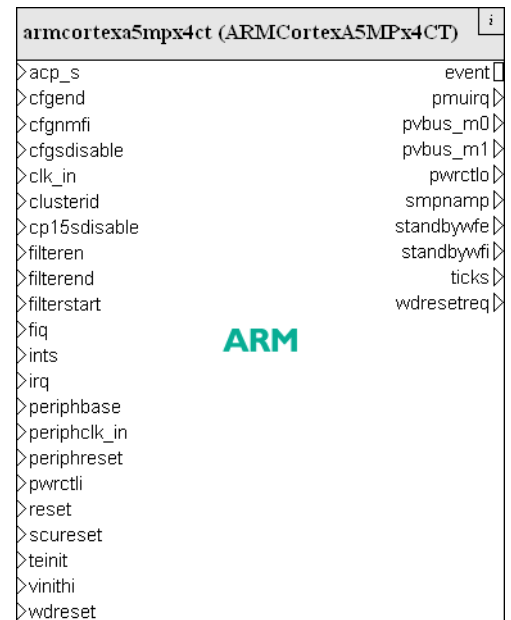 armcortexa5mpx4ct (ARMCortexA5MPx4CT)
i
acp_s
event
cfgend
pmuirq
cfgnmfi
pvbus_m0
cfgsdisable
pvbus_m1
clk_in
pwrctlo
clusterid
smpnamp
cp15sdisable
standbywfe
filteren
standbywfi
filterend
ticks
filterstart
wdresetreq
fiq
ARM
ints
irq
periphbase
periphclk_in
periphreset
pwrctli
reset
scureset
teinit
vinithi
wdreset